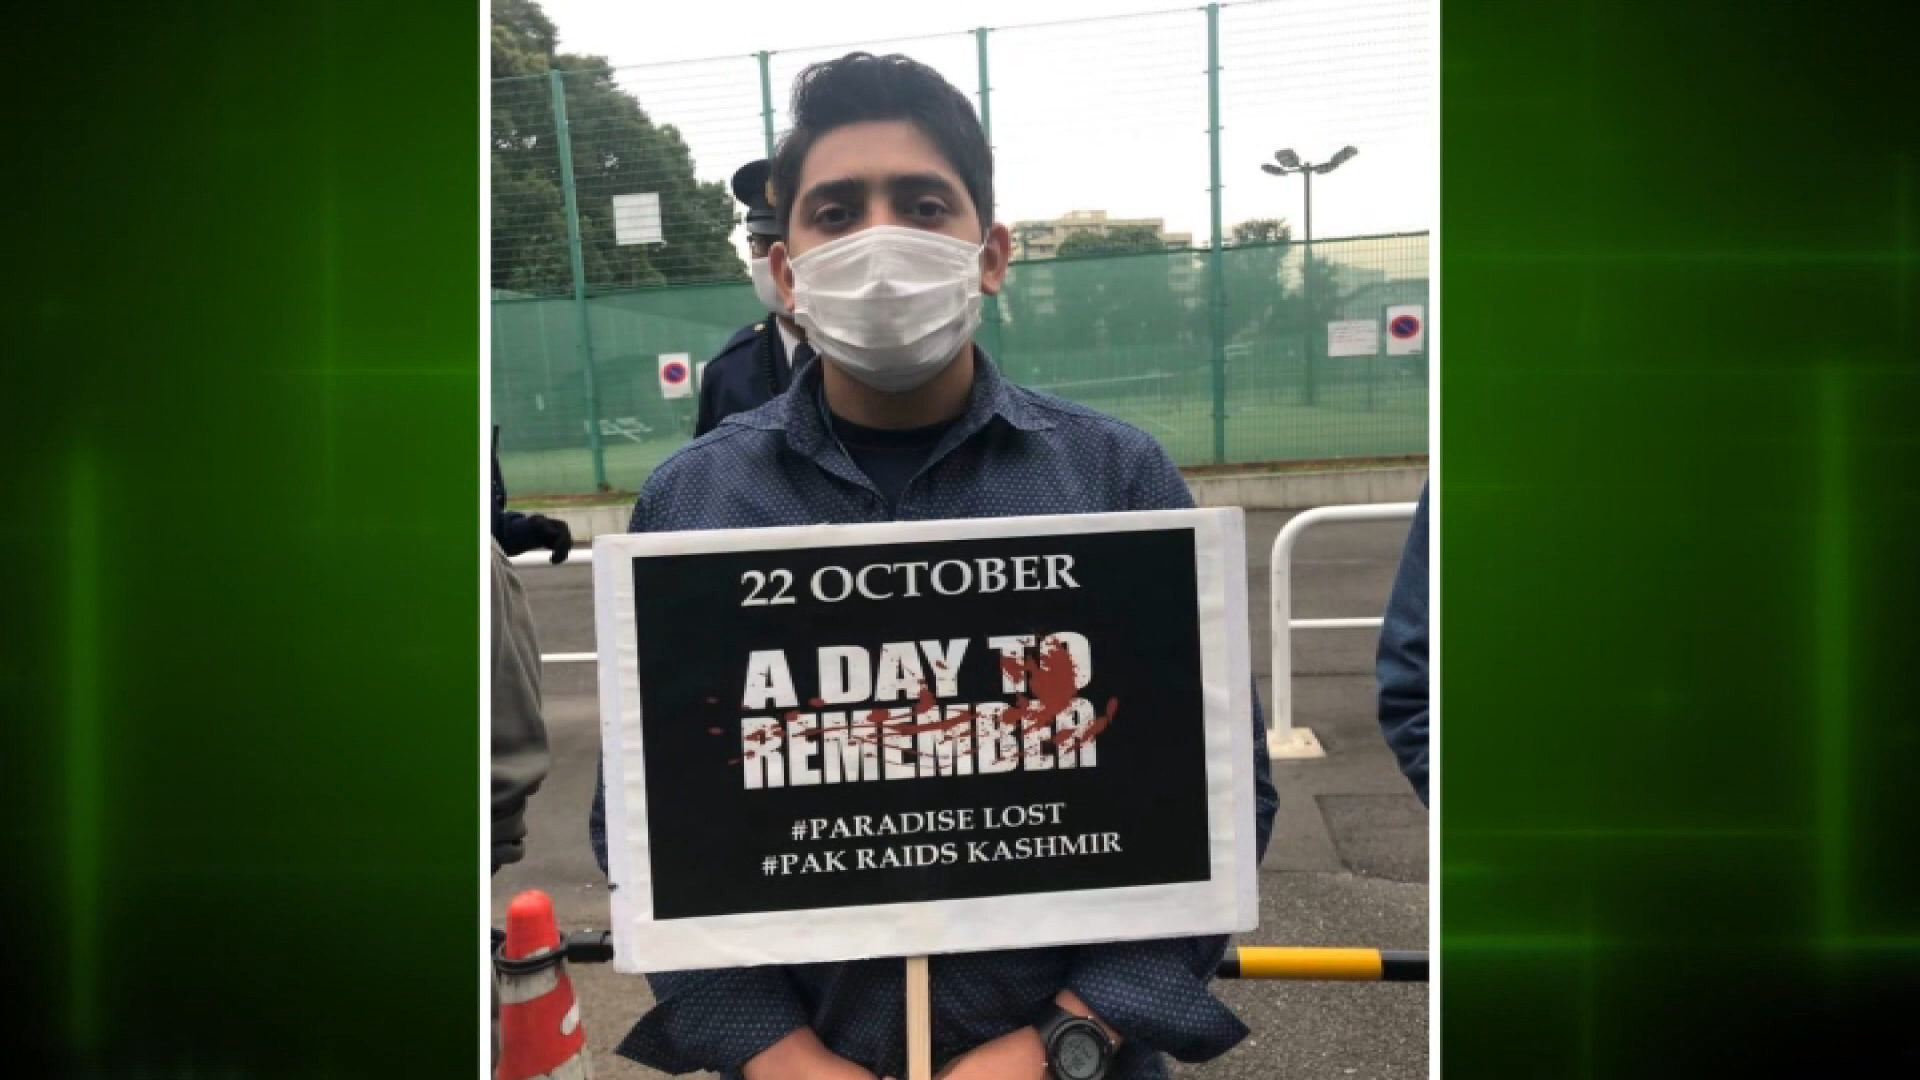 22 OCTOBER
A DAY TO
REMEMBER
#PARADISE LOST
#PAK RAIDS KASHMIR